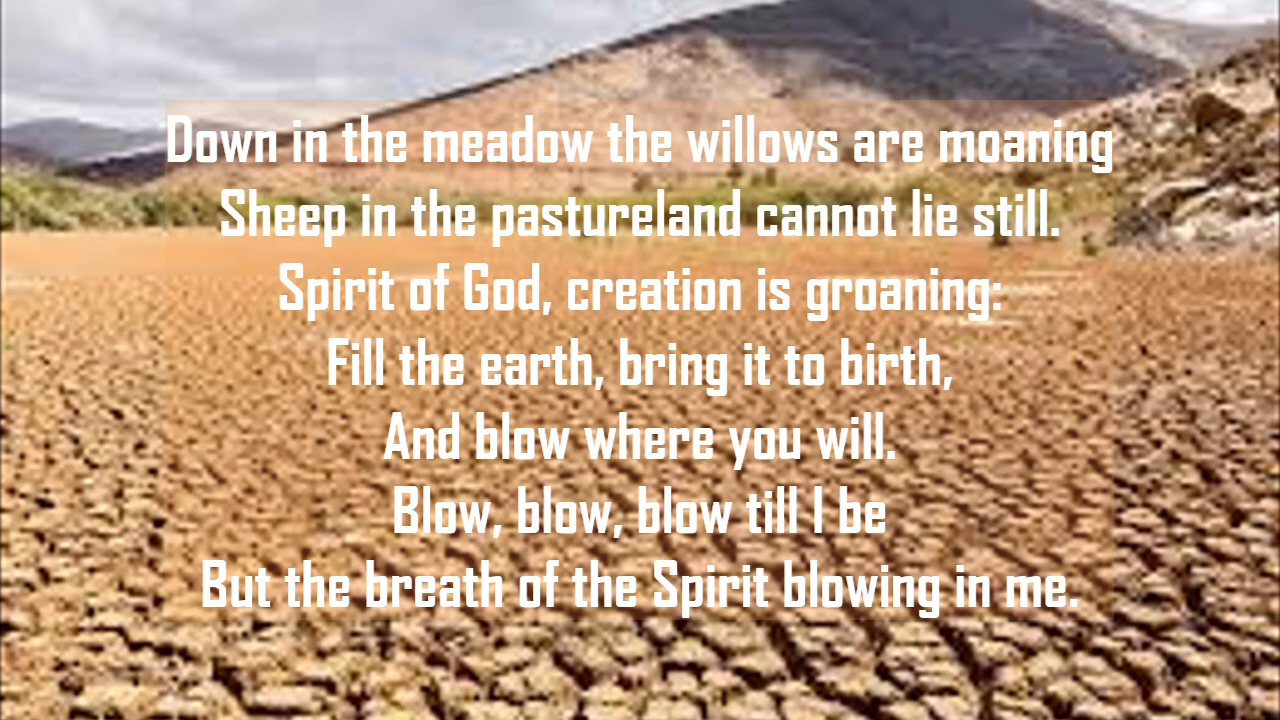 Down in the meadow the willows are moaning
Sheep in the pastureland cannot lie still.
Spirit of God, creation is groaning:
Fill the earth, bring it to birth,
And blow where you will.
Blow, blow, blow till I be
But the breath of the Spirit blowing in me.